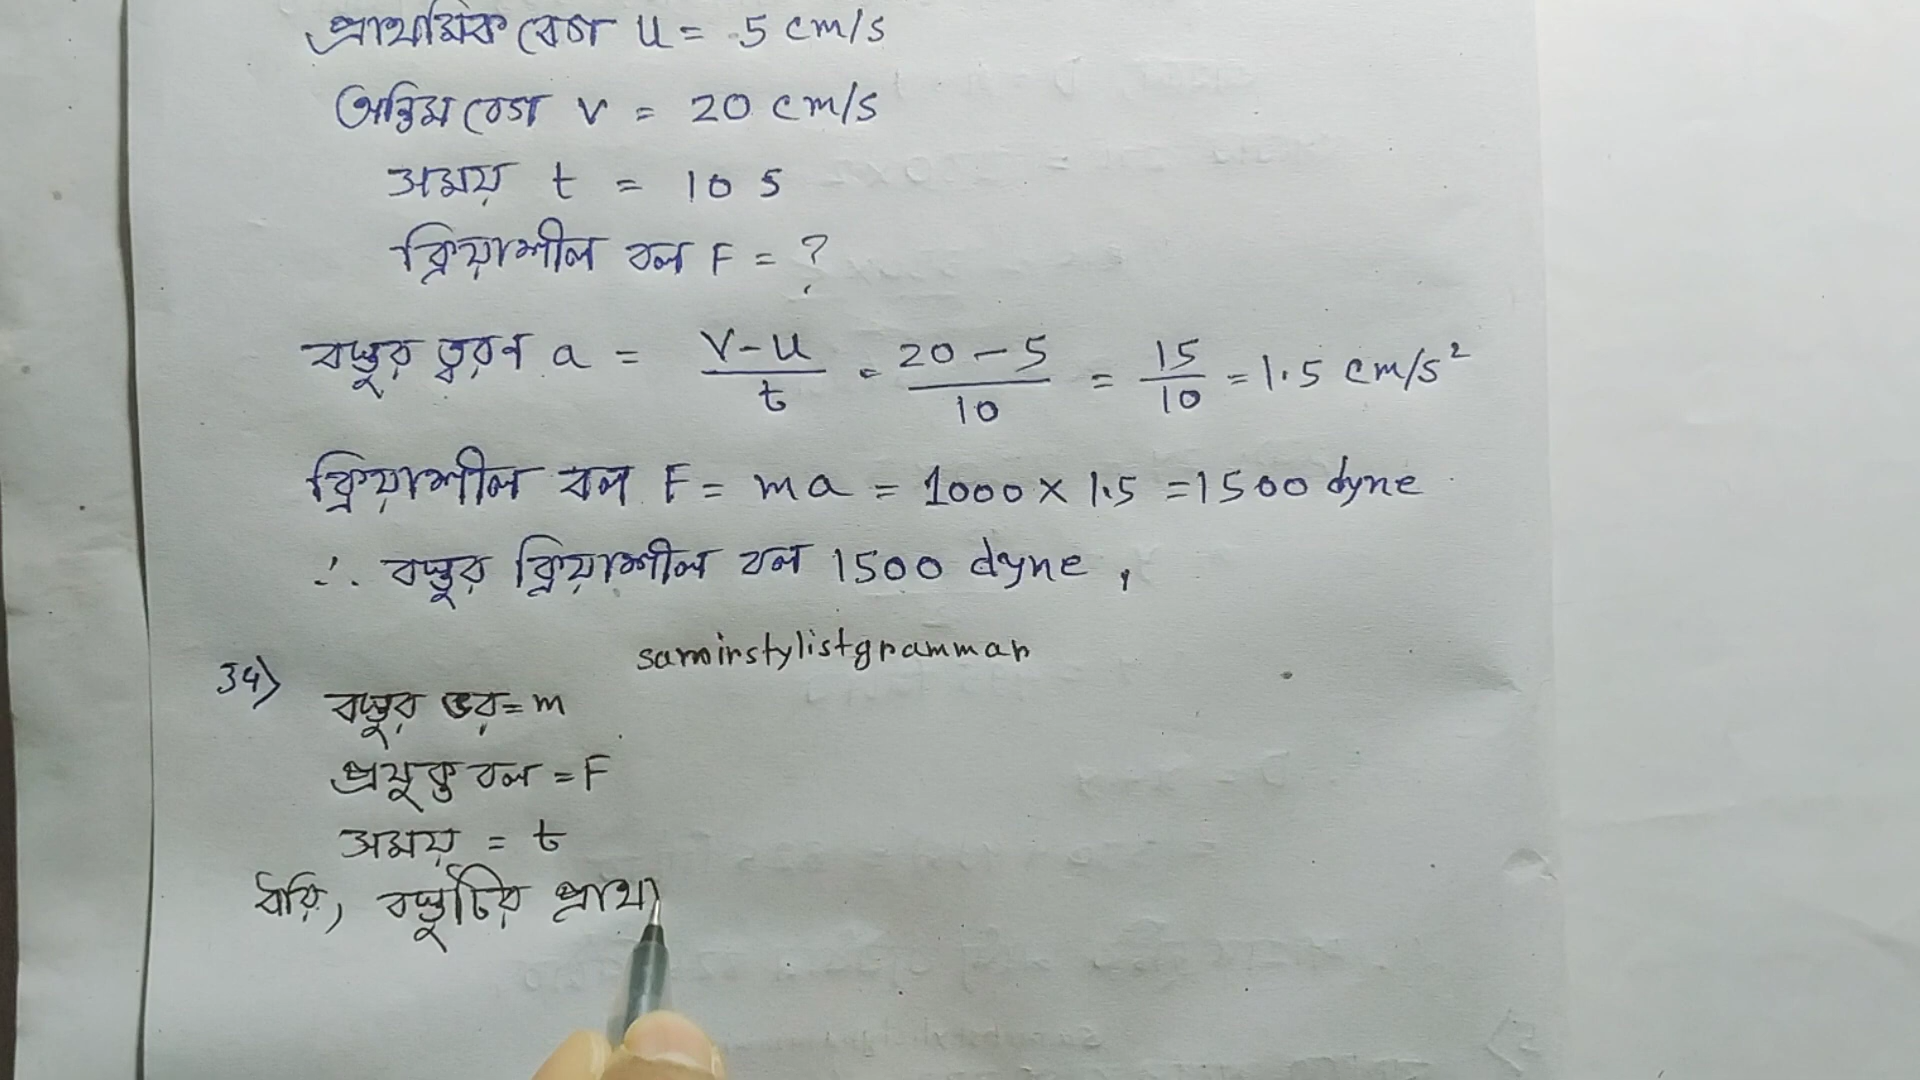 প্রাথমিক বেগ u = 5 cm/s
অন্তিম বেগ v = 20 cm/s
সময় t = 10 s
ক্রিয়াশীল বল F = ?
বস্তুর ত্বরণ a = v-u/t = 20-5/10 = 15/10 = 1.5 cm/s²
ক্রিয়াশীল বল F = ma = 1000 × 1.5 = 1500 dyne
∴ বস্তুর ক্রিয়াশীল বল 1500 dyne,
samirstylistgrammar
34)
বস্তুর ভর = m
প্রযুক্ত বল = F
সময় = t
ধরি, বস্তুটির প্রাথ